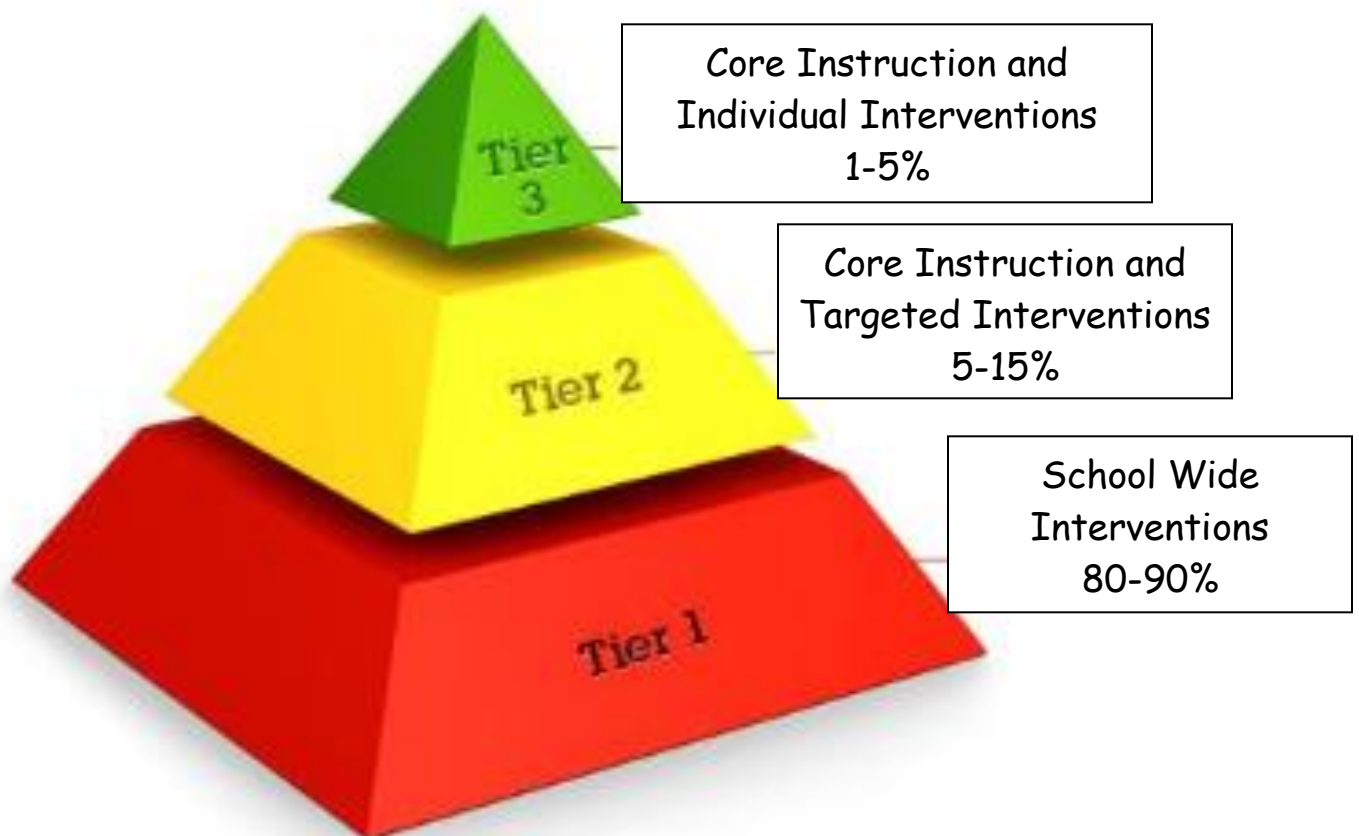 Tier
3
Core Instruction and
Individual Interventions
1-5%
Tier 2
Core Instruction and
Targeted Interventions
5-15%
Tier 1
School Wide
Interventions
80-90%